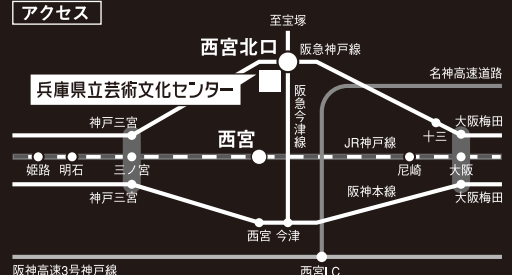 アクセス
至宝塚
西宮北口
阪急神戸線
名神高速道路
兵庫県立芸術文化センター
阪急今津線
神戸三宮
大阪梅田
十三
西宮
JR神戸線
姫路
明石
三ノ宮
尼崎
大阪
神戸三宮
阪神本線
大阪梅田
西宮
今津
阪神高速3号神戸線
西宮I.C